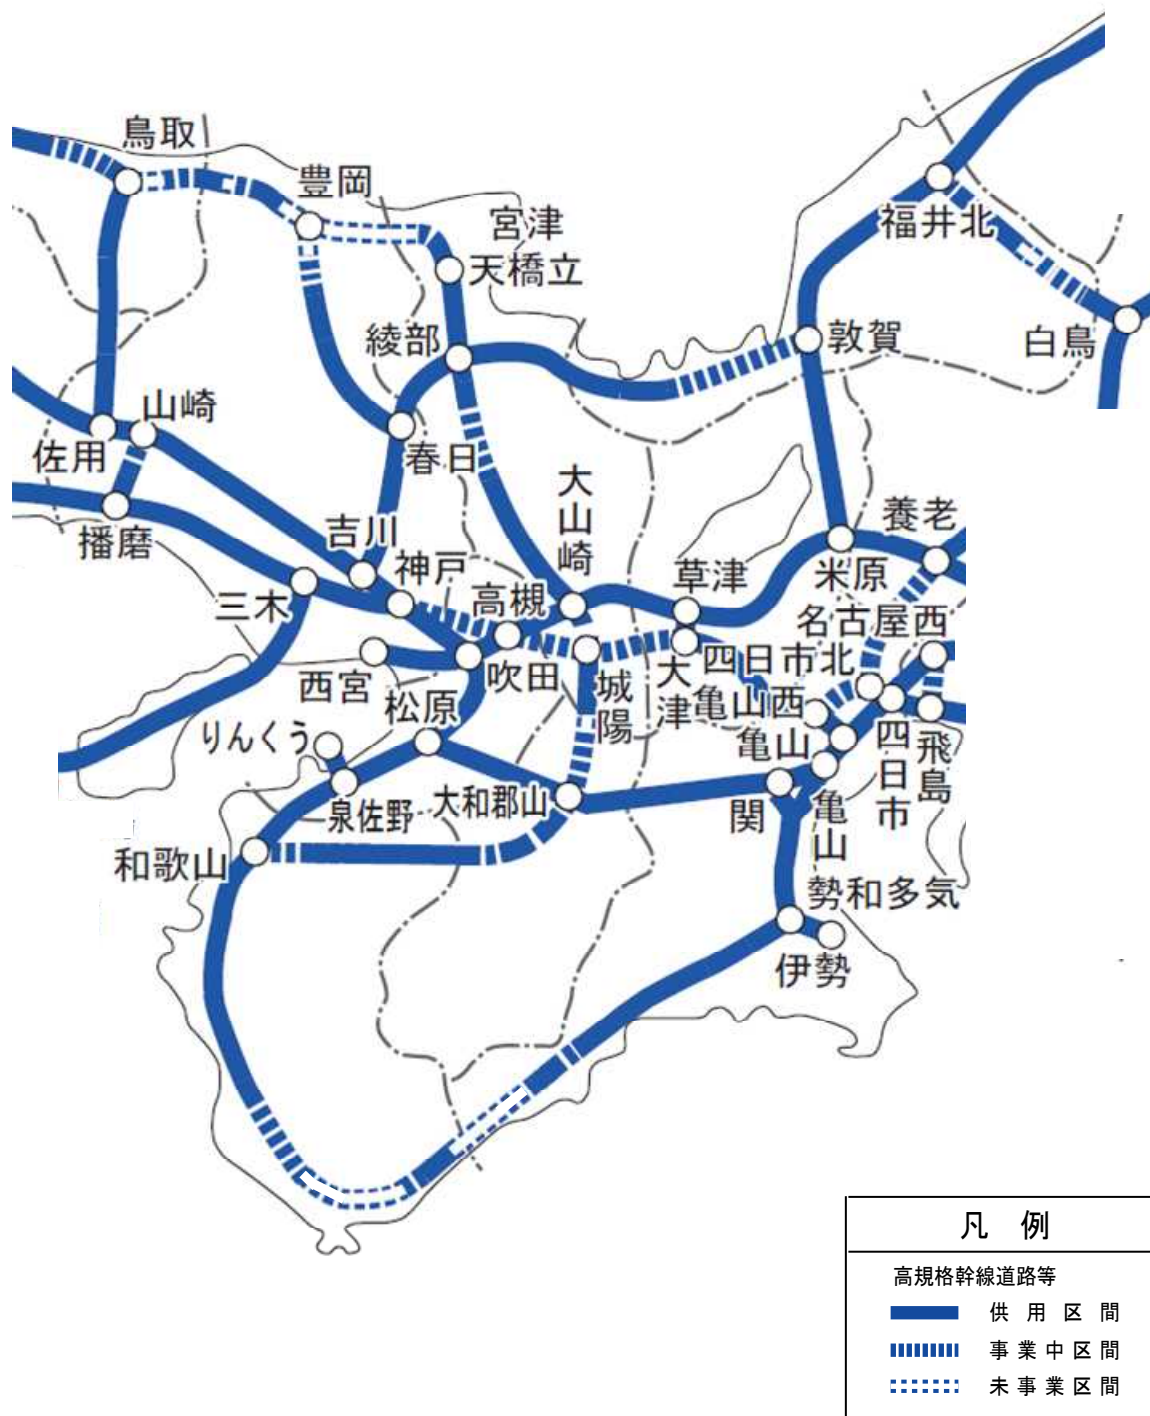 鳥取
豊岡
宮津
天橋立
福井北
白鳥
綾部
敦賀
山崎
佐用
春日
播磨
吉川
大山崎
養老
神戸
高槻
草津
米原
三木
名古屋西
西宮
吹田
城陽
大津
四日市北
亀山西
松原
りんくう
亀山
四日市
飛島
泉佐野
大和郡山
関
亀山
和歌山
勢和多気
伊勢
凡例
高規格幹線道路等
供用区間
事業中区間
未事業区間